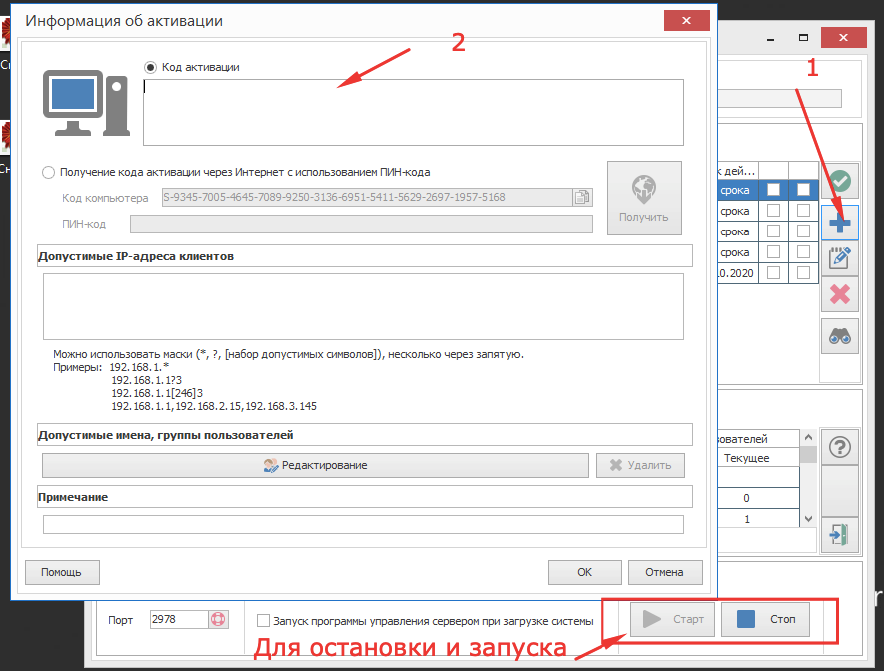 Информация об активации
2
Код активации
1
Получение кода активации через Интернет с использованием ПИН-кода
Код компьютера
S-9345-7005-4645-7089-9250-3136-6951-5411-5629-2697-1957-5168
Получить
ПИН-код
к дей...
срока
срока
срока
срока
0.2020
Допустимые IP-адреса клиентов
Можно использовать маски (*, ?, [набор допустимых символов]), несколько через запятую.
Примеры: 192.168.1.*
192.168.1.1?3
192.168.1.1[246]3
192.168.1.1,192.168.2.15,192.168.3.145
Допустимые имена, группы пользователей
зователей
Текущее
0
1
Редактирование
Удалить
Примечание
Помощь
ОК
Отмена
Порт
2978
Запуск программы управления сервером при загрузке системы
Старт
Стоп
Для остановки и запуска